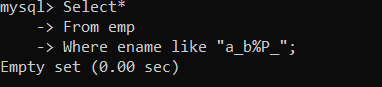 mysql> Select*
    -> From emp
    -> Where ename like "a_b%P_";
Empty set (0.00 sec)